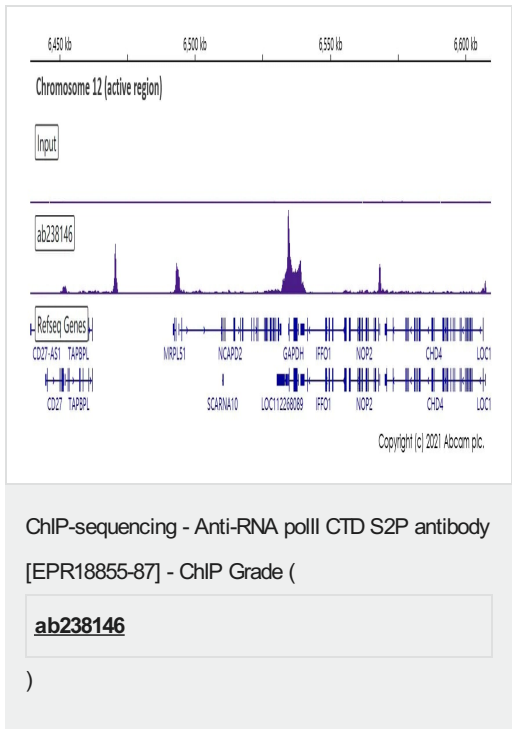 6,450 kb 6,500 kb 6,550 kb 6,600 kb
Chromosome 12 (active region)
Input
ab238146
Refseq Genes
CD27-AS1 TAPBPL MRPL51 NCAPD2 GAPDH IFFO1 NOP2 CHD4 LOC1
CD27 TAPBPL SCARNA10 LOC112268089 IFFO1 NOP2 CHD4 LOC1
Copyright (c) 2021 Abcam plc.
ChIP-sequencing - Anti-RNA polII CTD S2P antibody
[EPR18855-87] - ChIP Grade (
ab238146
)